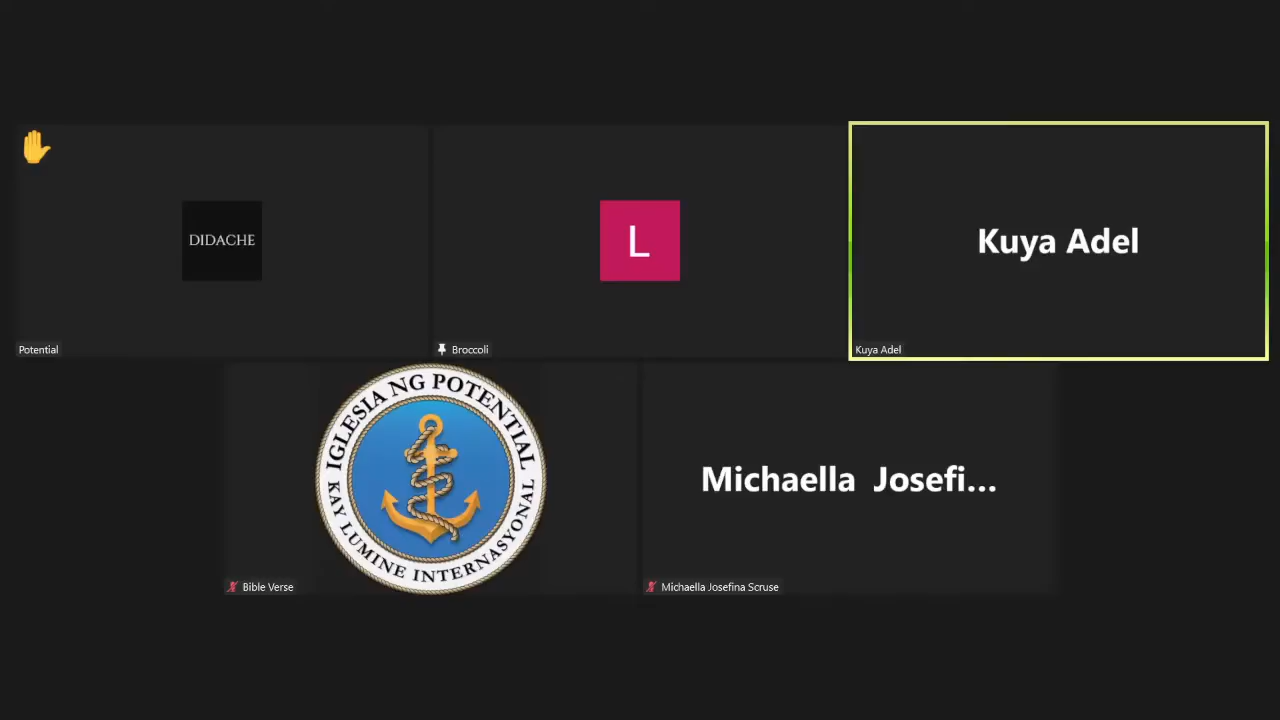 DIDACHE
Potential
L
Broccoli
Kuya Adel
Kuya Adel
IGLESIA NG POTENTIAL
KAY LUMINE INTERNASYONAL
Bible Verse
Michaella Josefi...
Michaella Josefina Scruse